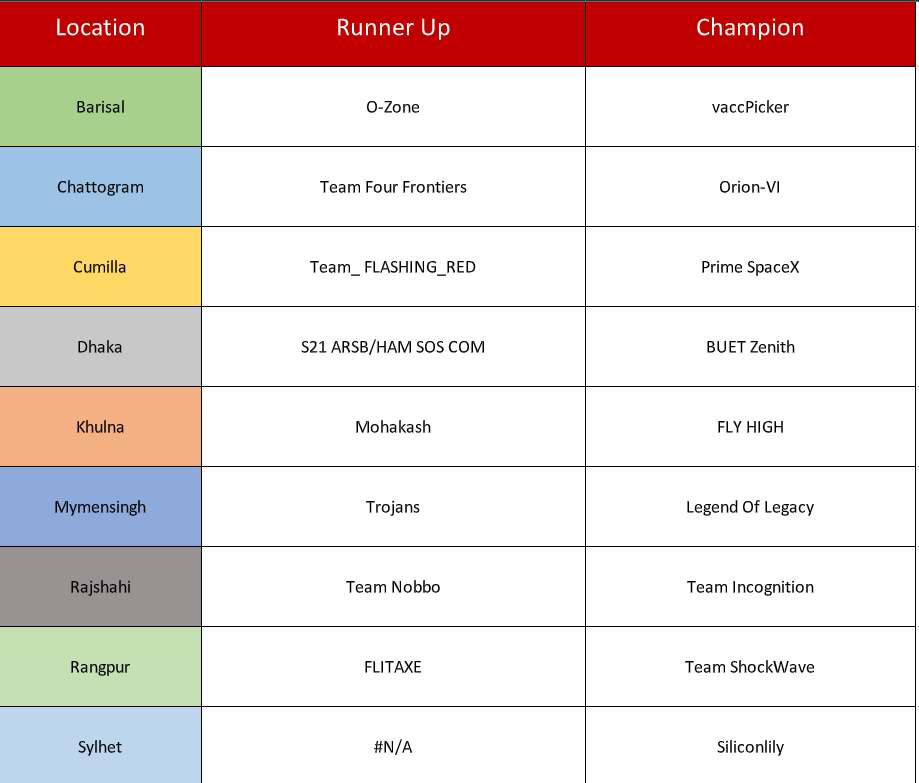 Location Runner Up Champion
Barisal O-Zone vaccPicker
Chattogram Team Four Frontiers Orion-VI
Cumilla Team_ FLASHING_RED Prime SpaceX
Dhaka S21 ARSB/HAM SOS COM BUET Zenith
Khulna Mohakash FLY HIGH
Mymensingh Trojans Legend Of Legacy
Rajshahi Team Nobbo Team Incognition
Rangpur FLITAXE Team ShockWave
Sylhet #N/A Siliconlily